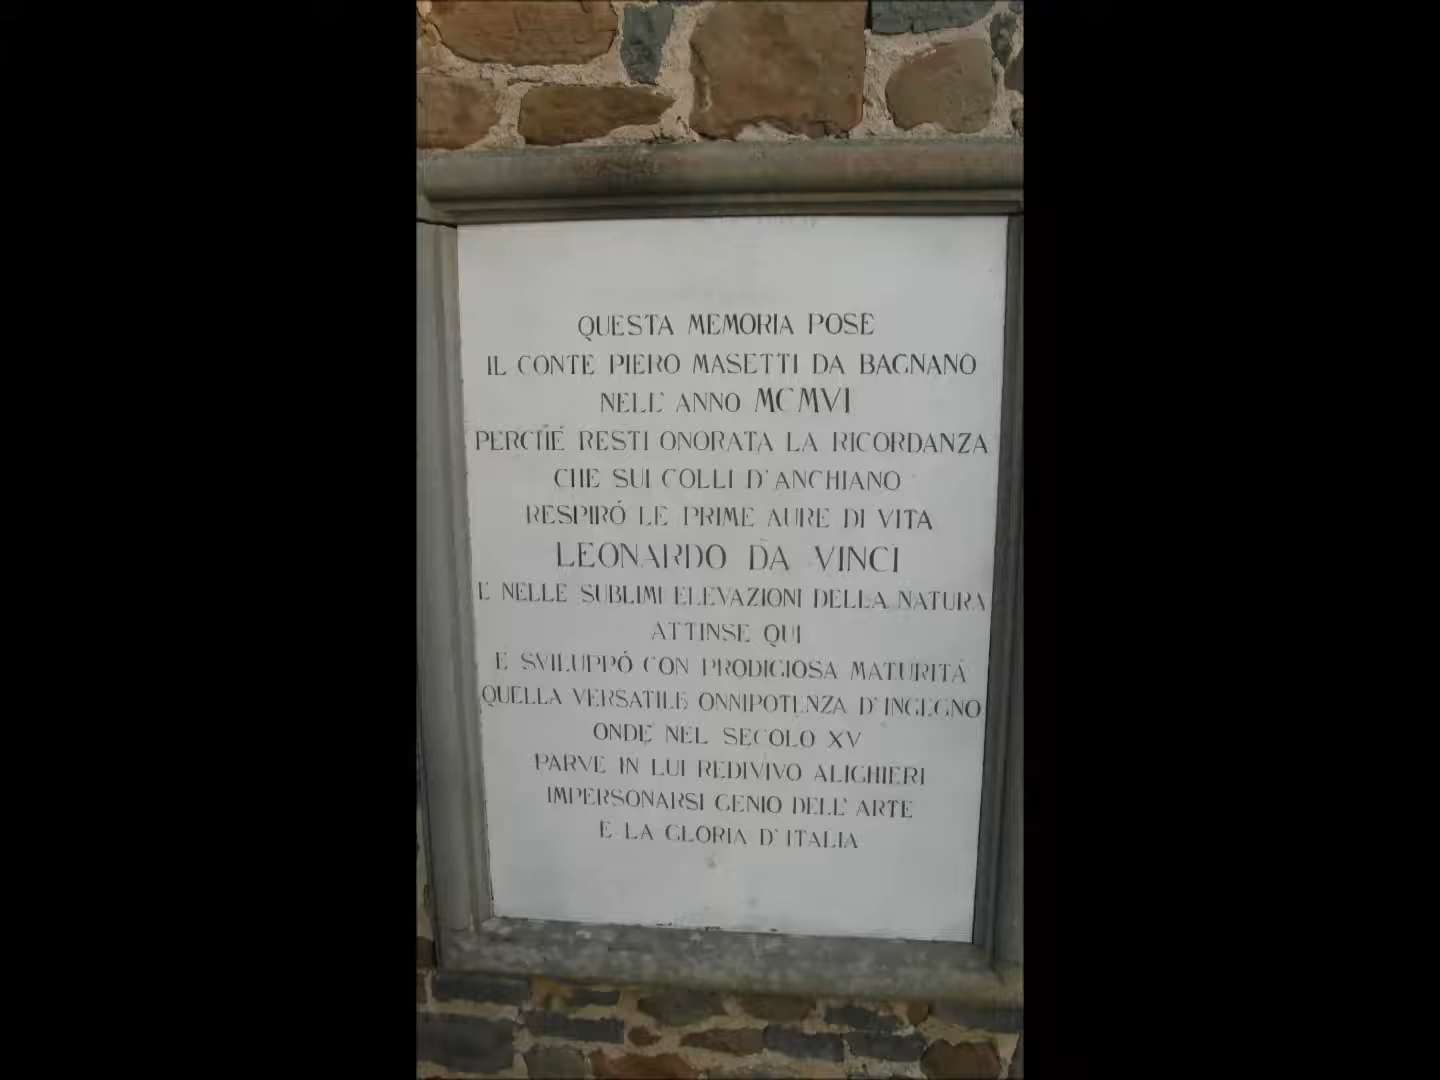 QUESTA MEMORIA POSE
IL CONTE PIERO MASETTI DA BAGNANO
NELL' ANNO MCMVI
PERCHÉ RESTI ONORATA LA RICORDANZA
CHE SUI COLLI D'ANCHIANO
RESPIRÓ LE PRIME AURE DI VITA
LEONARDO DA VINCI
E NELLE SUBLIMI ELEVAZIONI DELLA NATURA
ATTINSE QUI
E SVILUPPÓ CON PRODIGIOSA MATURITÁ
QUELLA VERSATILE ONNIPOTENZA D'INGEGNO
ONDE NEL SECOLO XV
PARVE IN LUI REDIVIVO ALIGHIERI
IMPERSONARSI GENIO DELL' ARTE
E LA GLORIA D'ITALIA